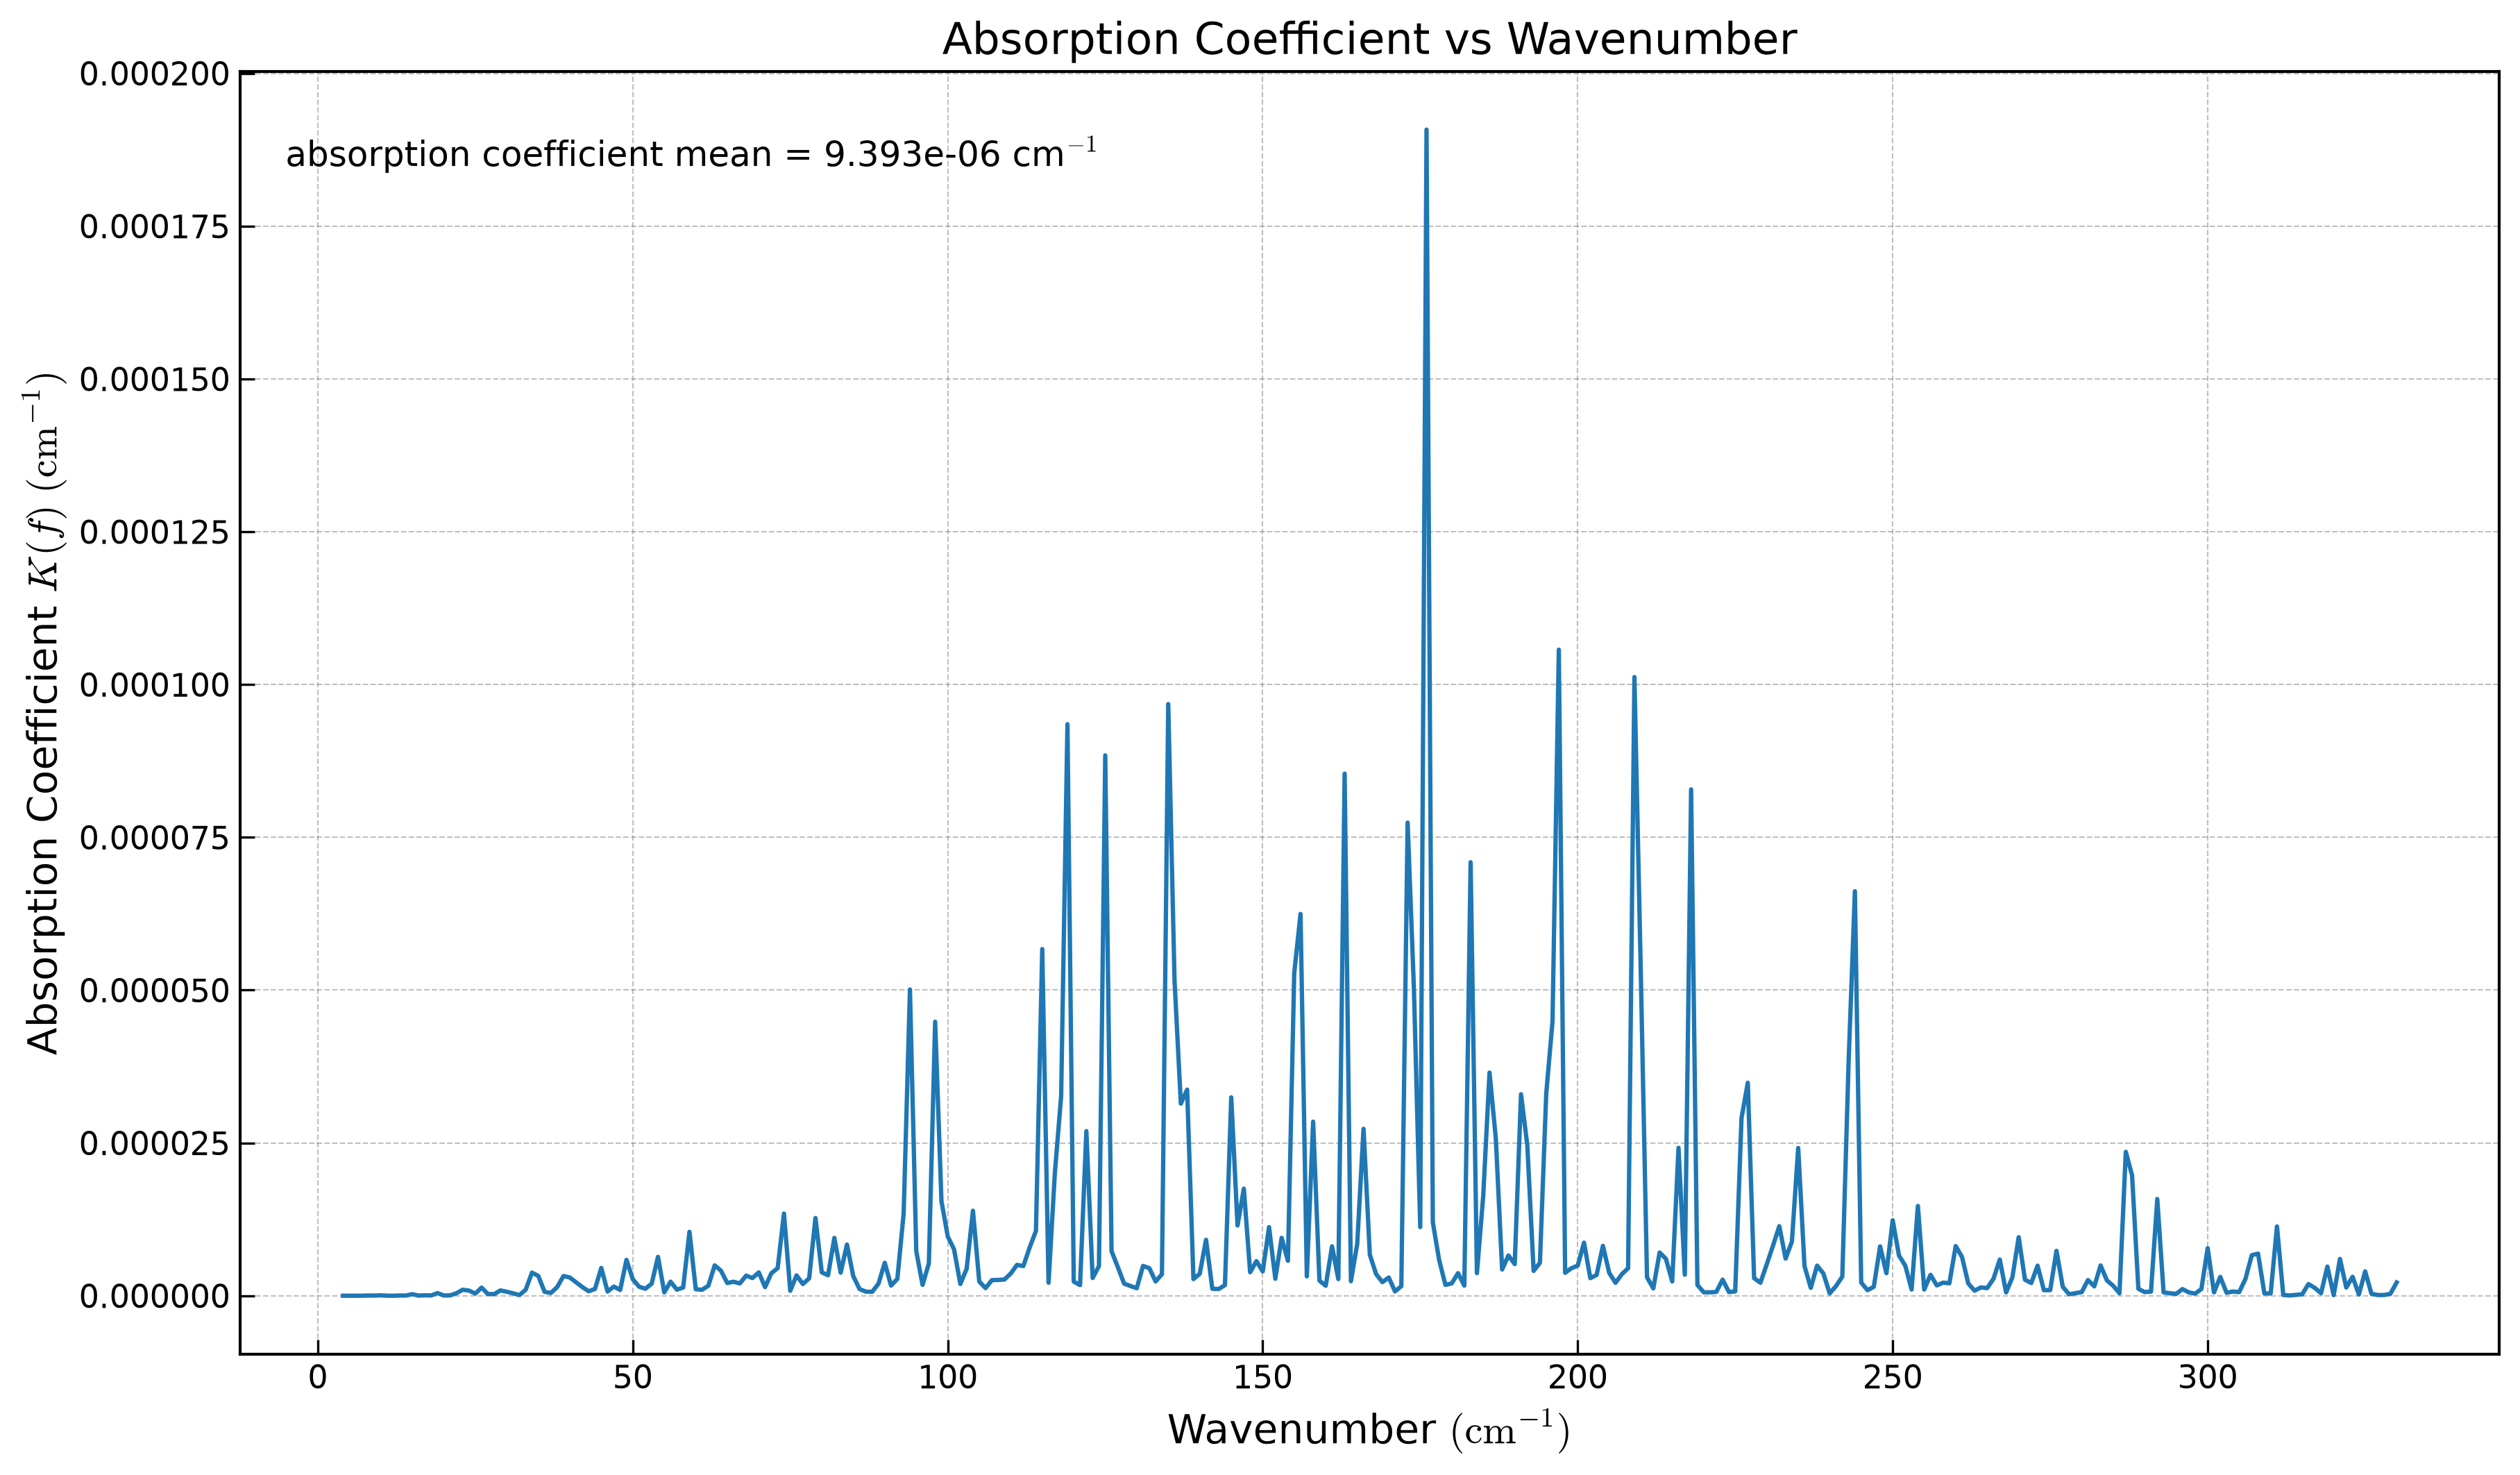 Absorption Coefficient vs Wavenumber
0.000200
absorption coefficient mean = 9.393e-06 cm⁻¹
0.000175
0.000150
0.000125
0.000100
0.000075
0.000050
0.000025
0.000000
Absorption Coefficient K(f) (cm⁻¹)
0 50 100 150 200 250 300
Wavenumber (cm⁻¹)